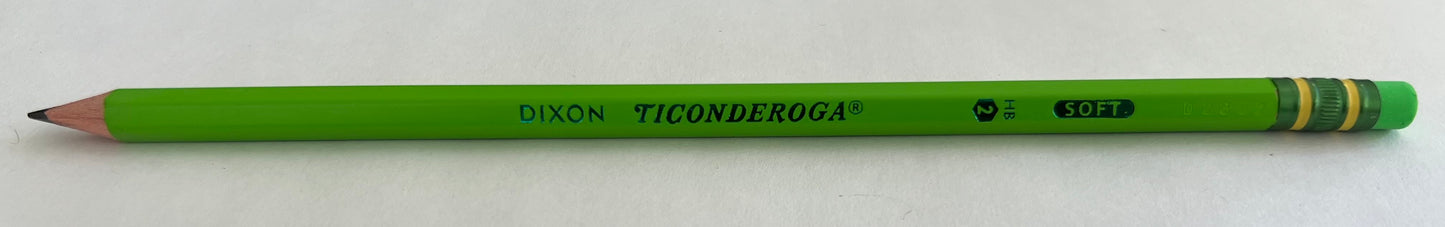 DIXON TICONDEROGA® 2 HB SOFT